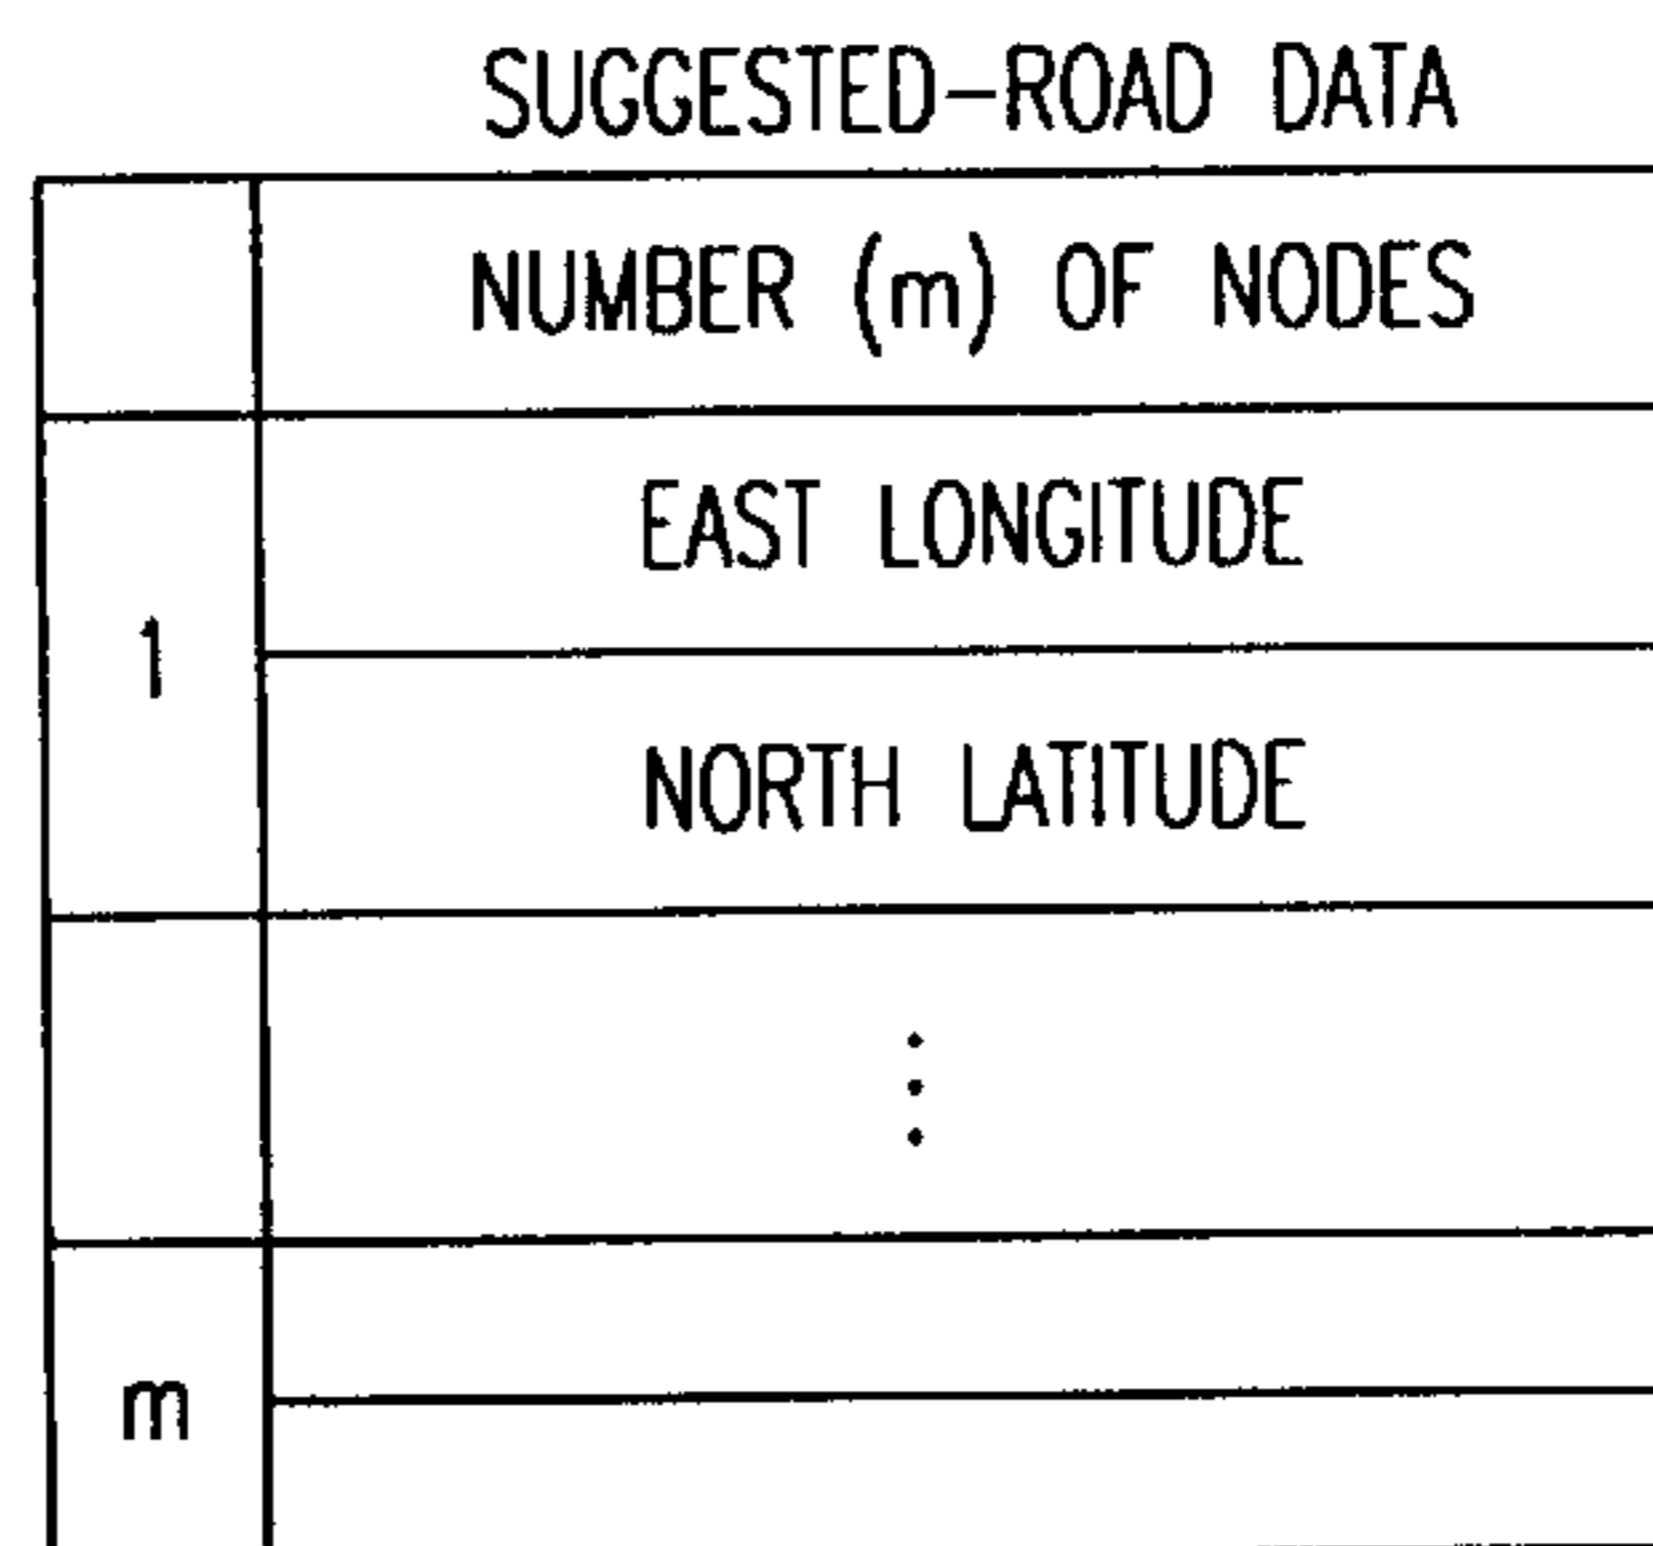 SUGGESTED-ROAD DATA
NUMBER (m) OF NODES
EAST LONGITUDE
1
NORTH LATITUDE
⋮
m